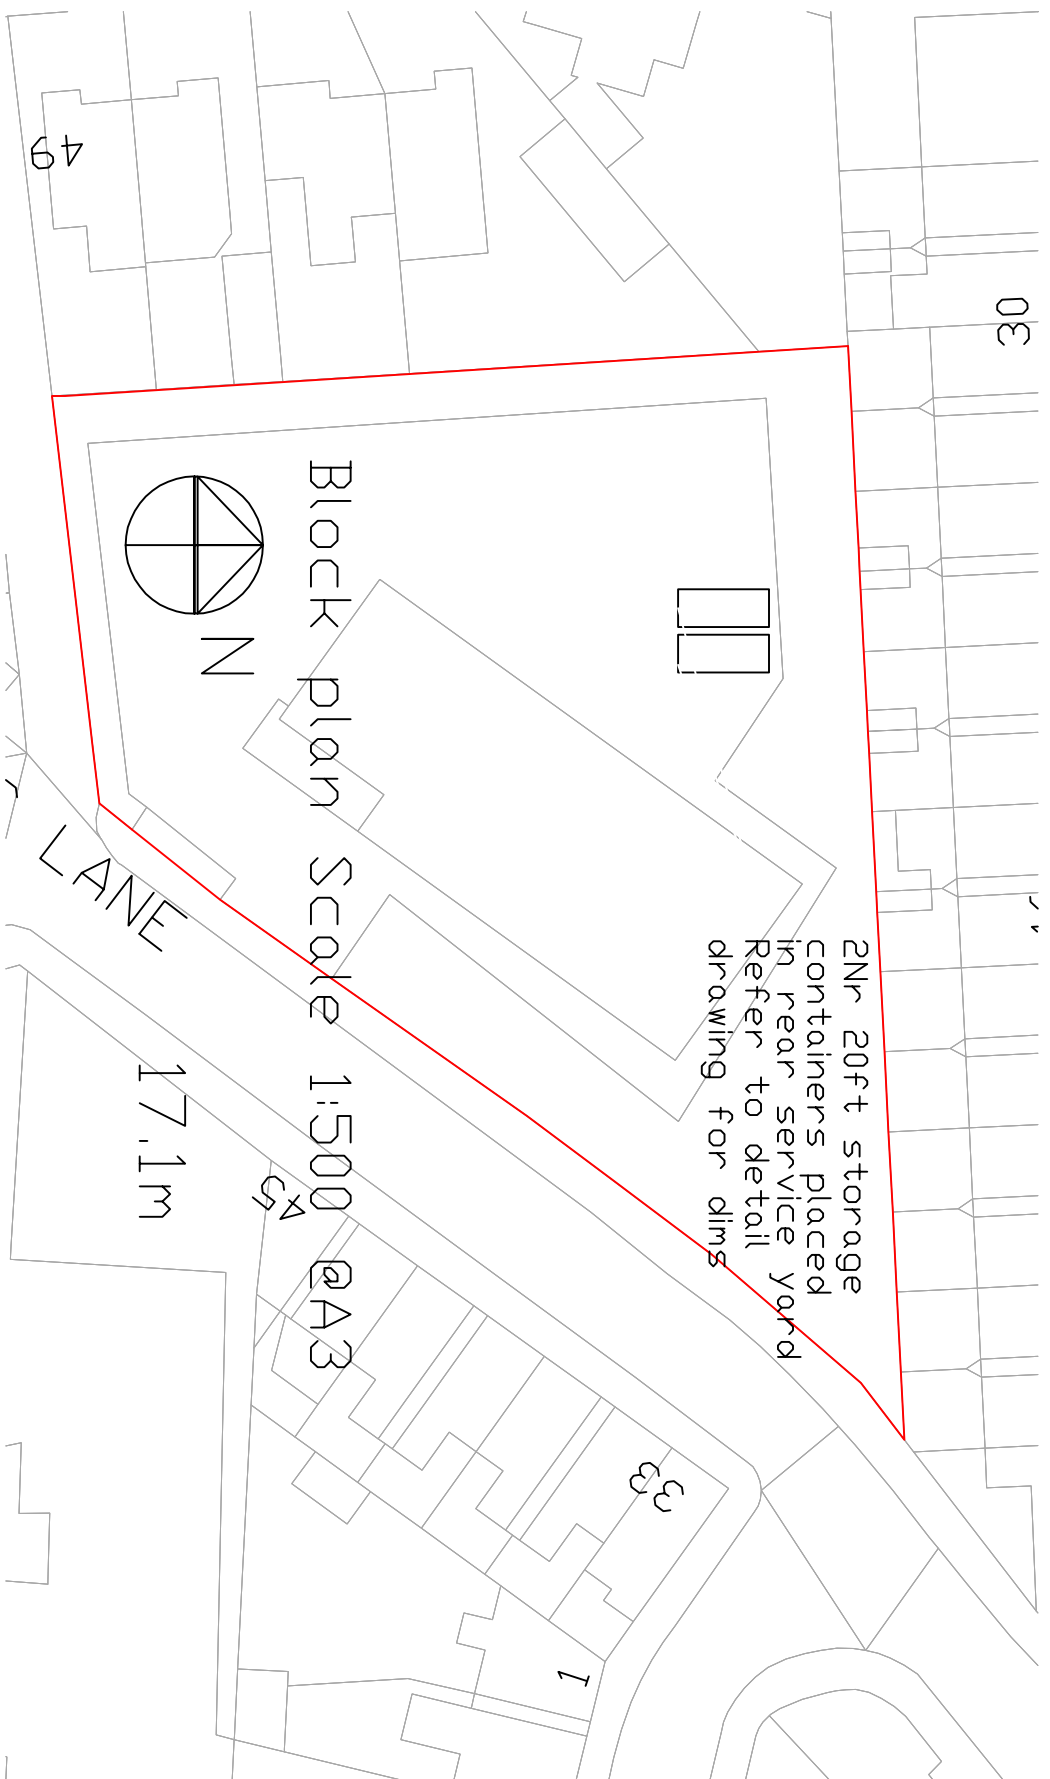 2Nr 20ft storage
containers placed
in rear service yard
Refer to detail
drawing for dims
Block plan Scale 1:500 @A3
N
LANE
17.1m
49
30
45
33
1